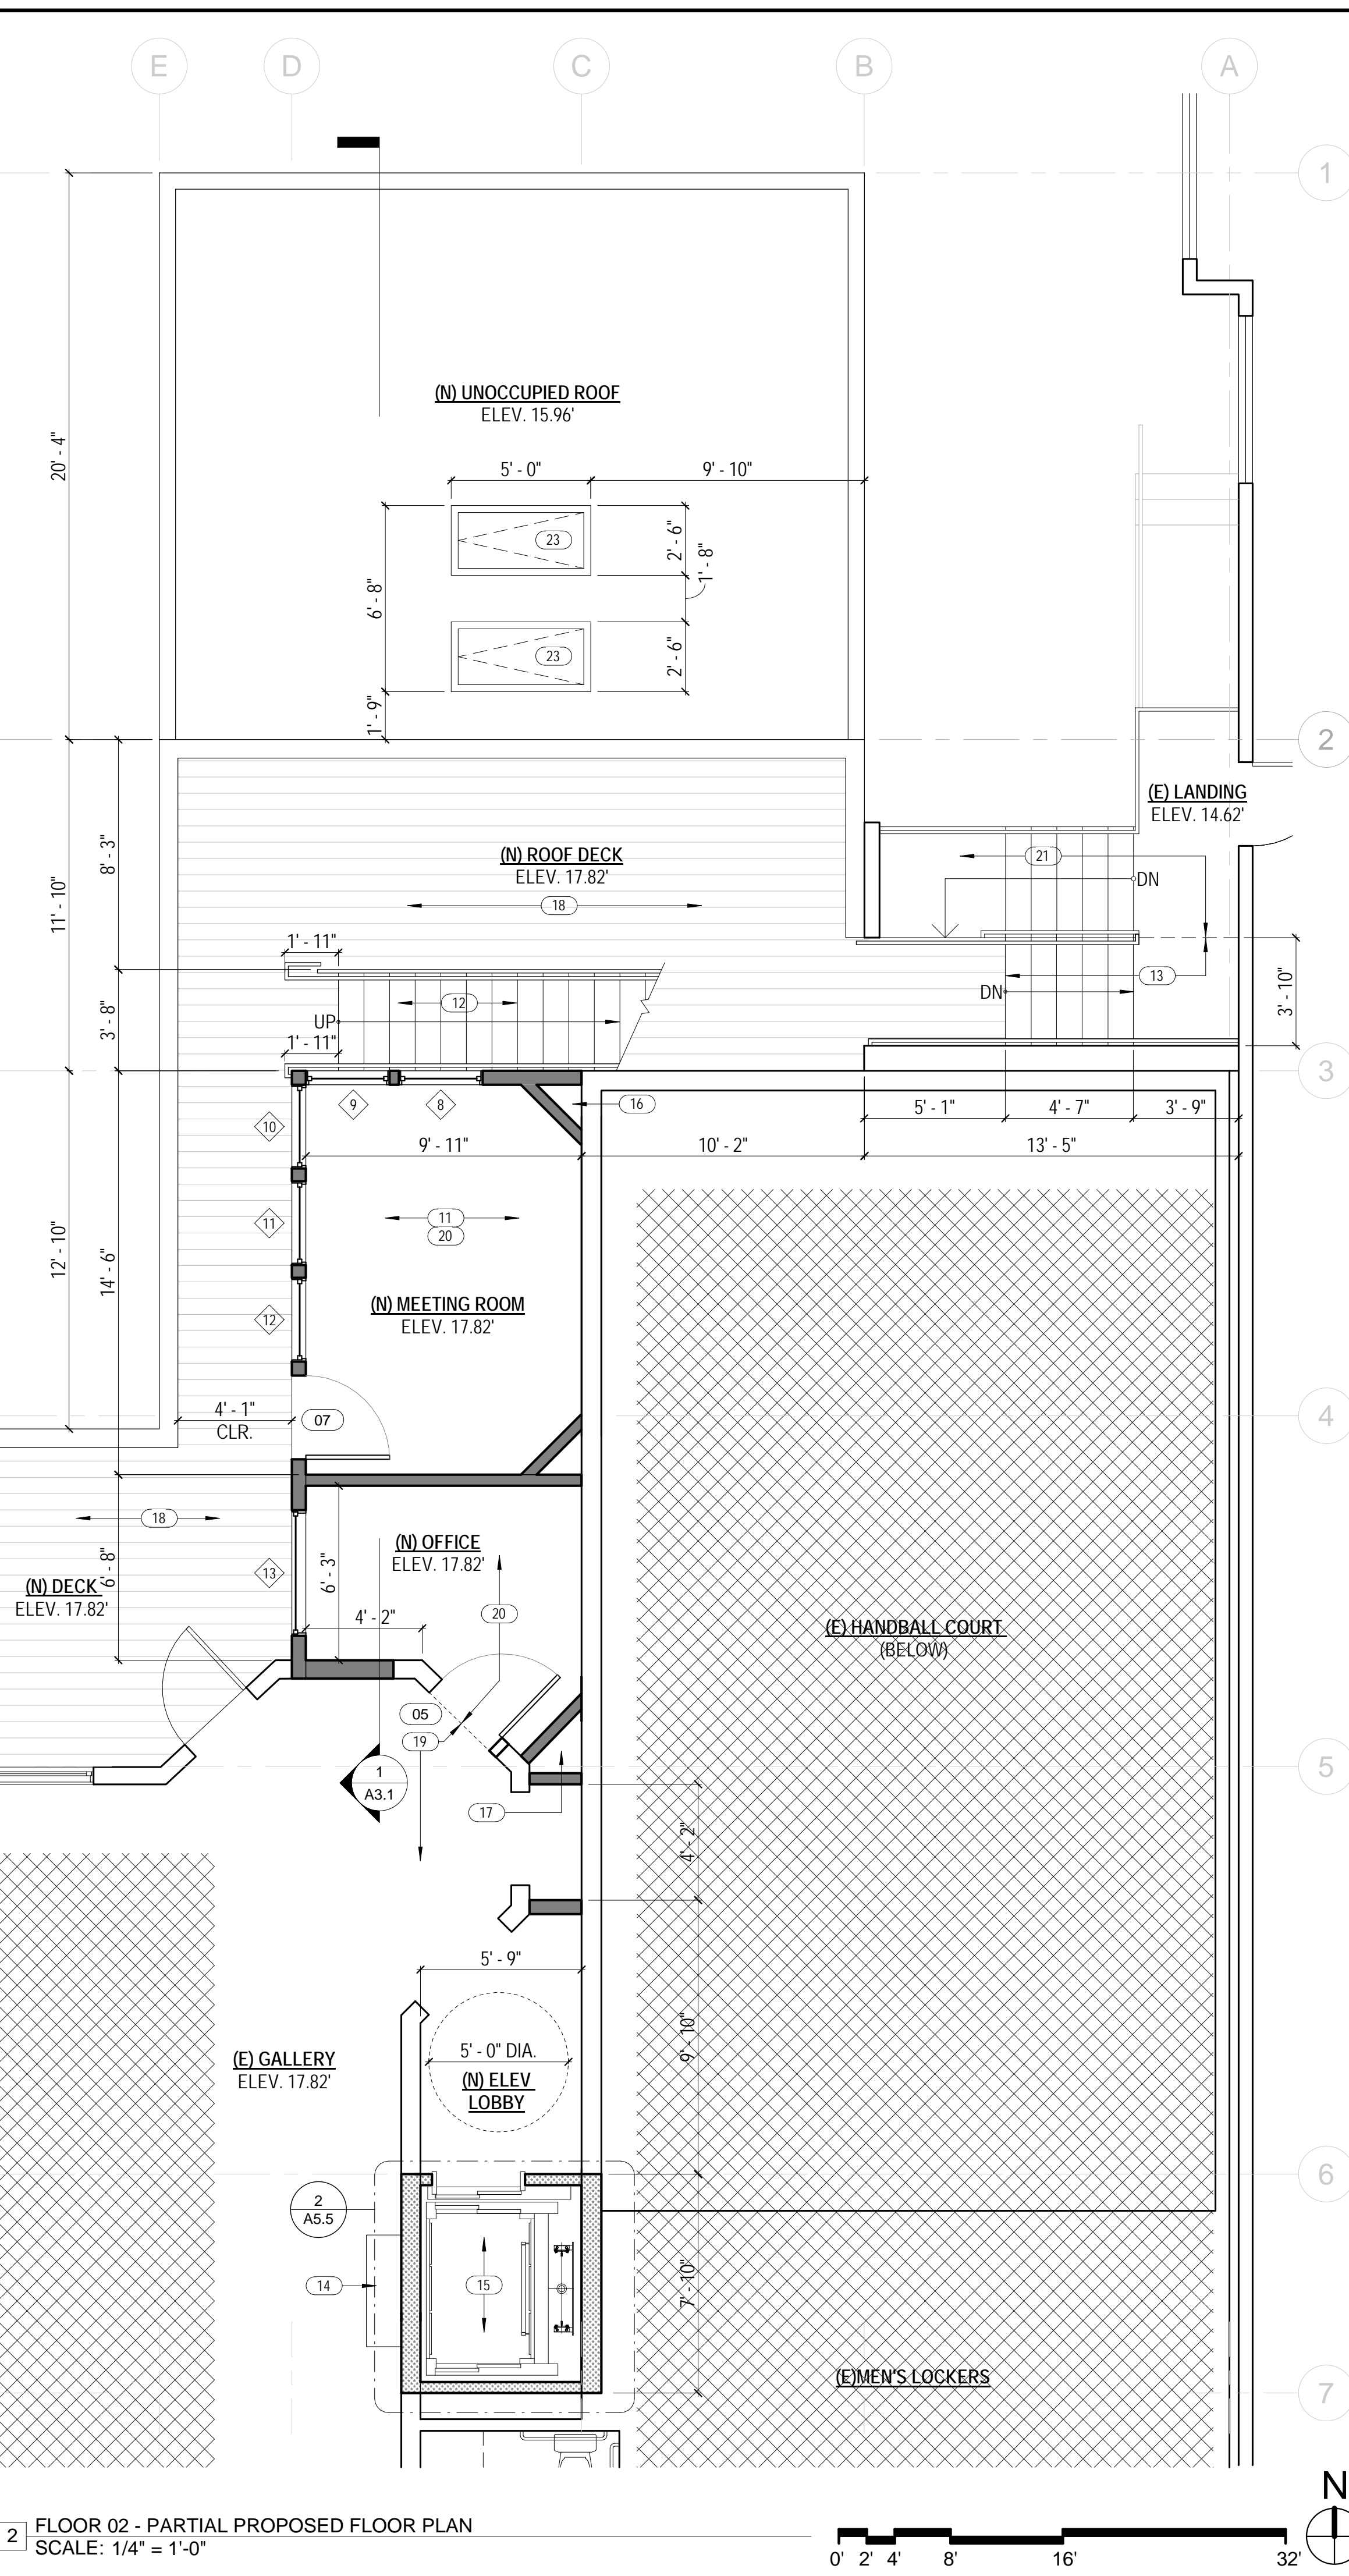 E
D
C
B
A
1
(N) UNOCCUPIED ROOF
ELEV. 15.96'
20' - 4"
5' - 0"
9' - 10"
23
2' - 6"
1' - 8"
6' - 8"
23
2' - 6"
1' - 9"
2
(E) LANDING
ELEV. 14.62'
8' - 3"
(N) ROOF DECK
ELEV. 17.82'
21
DN
11' - 10"
18
1' - 11"
13
12
DN
3' - 10"
3' - 8"
UP
1' - 11"
3
9
8
16
5' - 1"
4' - 7"
3' - 9"
10
9' - 11"
10' - 2"
13' - 5"
11
11
20
12' - 10"
14' - 6"
(N) MEETING ROOM
ELEV. 17.82'
12
4' - 1"
CLR.
07
4
18
(N) OFFICE
ELEV. 17.82'
6' - 8"
13
6' - 3"
(N) DECK
ELEV. 17.82'
20
4' - 2"
(E) HANDBALL COURT
(BELOW)
05
19
1
A3.1
5
17
4' - 2"
5' - 9"
9' - 10"
5' - 0" DIA.
(E) GALLERY
ELEV. 17.82'
(N) ELEV
LOBBY
6
2
A5.5
14
15
7' - 10"
(E)MEN'S LOCKERS
7
N
2
FLOOR 02 - PARTIAL PROPOSED FLOOR PLAN
SCALE: 1/4" = 1'-0"
0' 2' 4' 8' 16' 32'